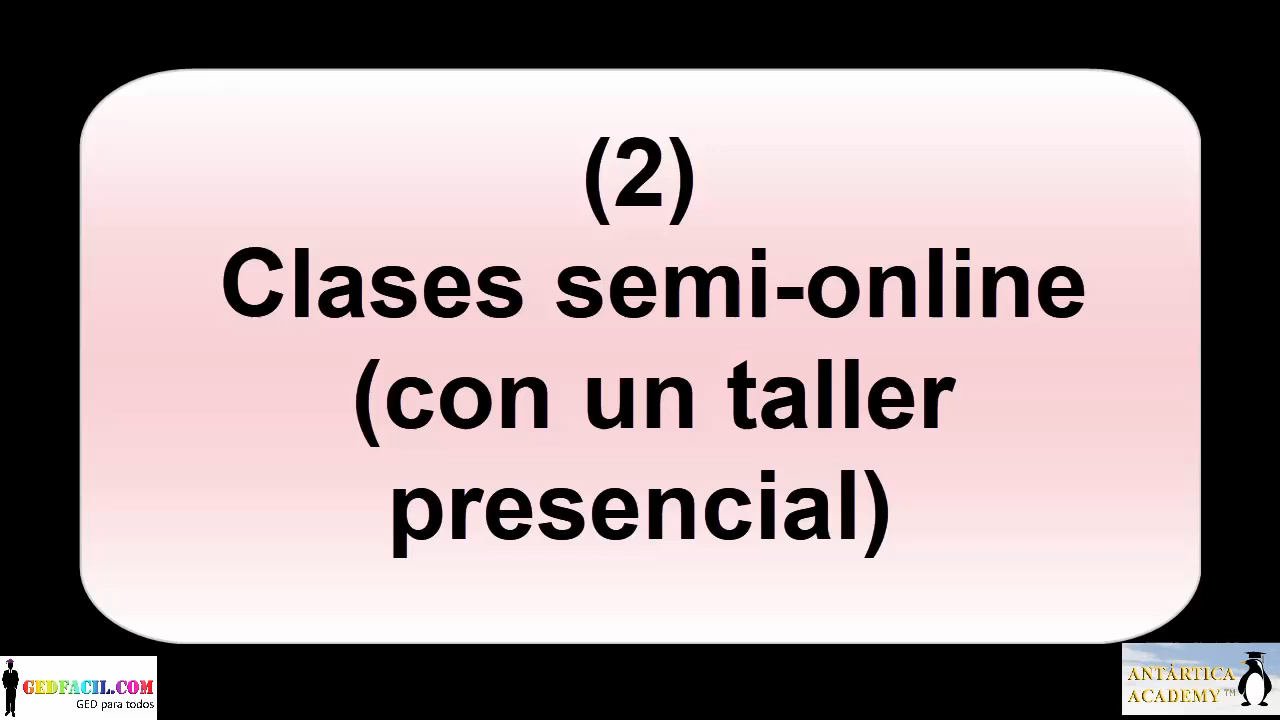 (2)
Clases semi-online
(con un taller
presencial)
GEDFACIL.COM
GED para todos
ANTÁRTICA
ACADEMY™